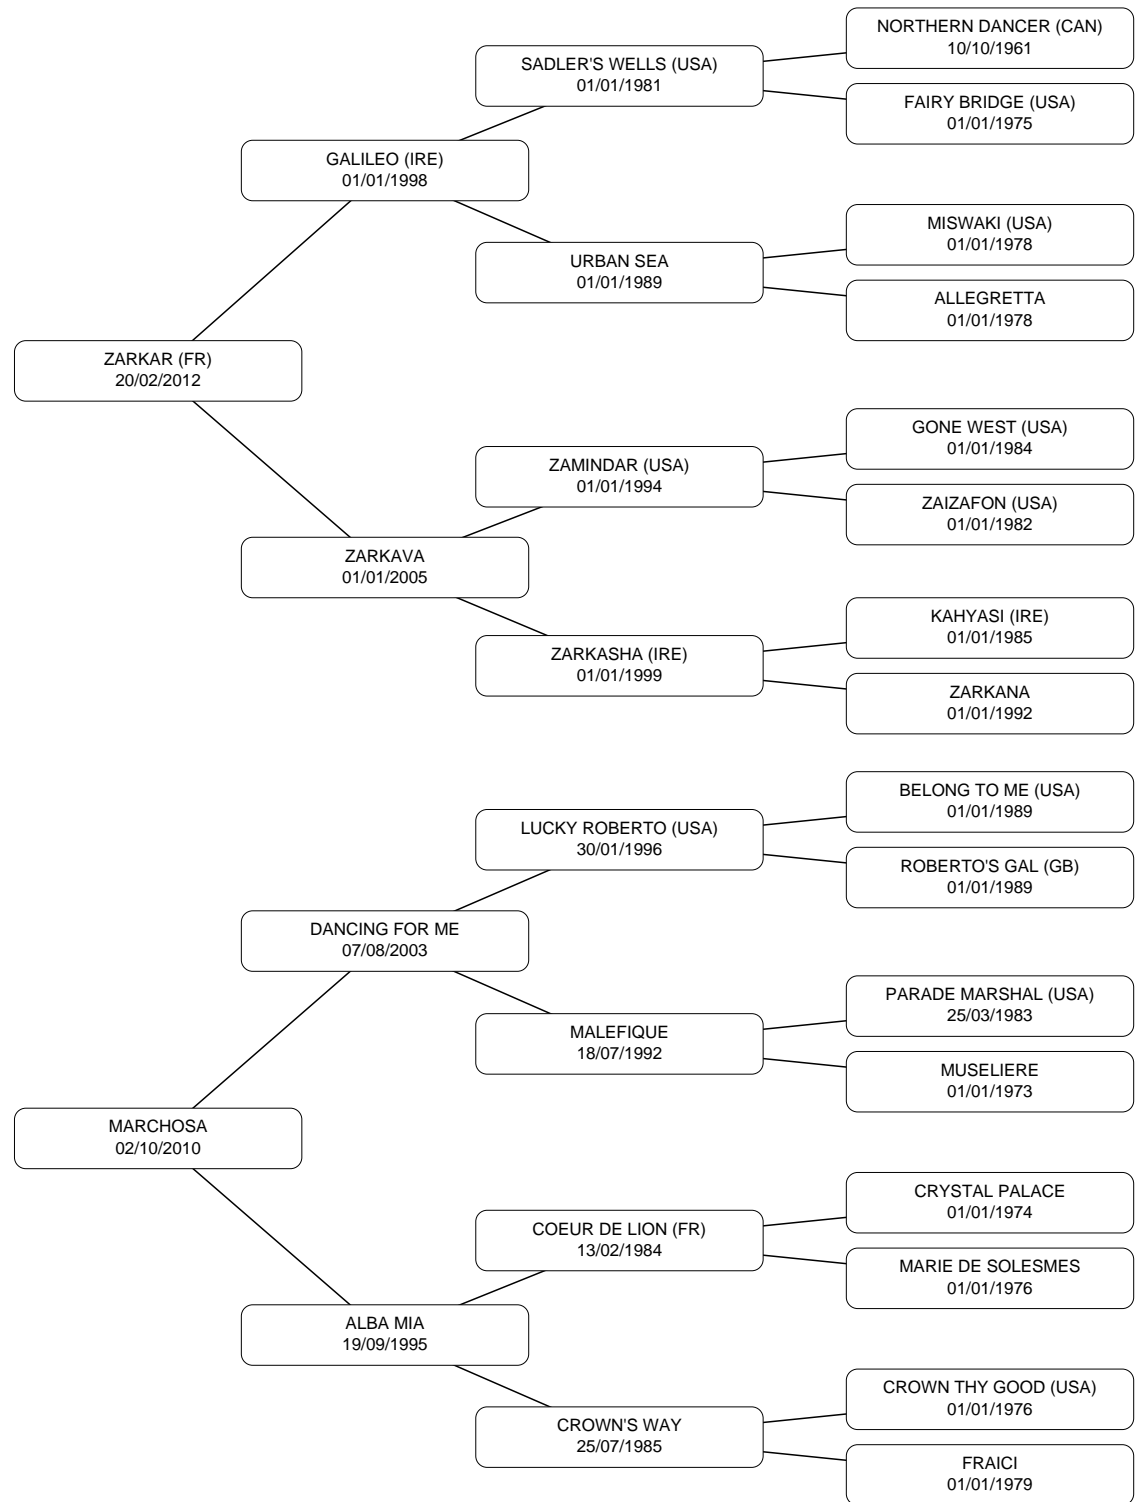 NORTHERN DANCER (CAN)
10/10/1961
SADLER'S WELLS (USA)
01/01/1981
FAIRY BRIDGE (USA)
01/01/1975
GALILEO (IRE)
01/01/1998
MISWAKI (USA)
01/01/1978
URBAN SEA
01/01/1989
ALLEGRETTA
01/01/1978
ZARKAR (FR)
20/02/2012
GONE WEST (USA)
01/01/1984
ZAMINDAR (USA)
01/01/1994
ZAIZAFON (USA)
01/01/1982
ZARKAVA
01/01/2005
KAHYASI (IRE)
01/01/1985
ZARKASHA (IRE)
01/01/1999
ZARKANA
01/01/1992
BELONG TO ME (USA)
01/01/1989
LUCKY ROBERTO (USA)
30/01/1996
ROBERTO'S GAL (GB)
01/01/1989
DANCING FOR ME
07/08/2003
PARADE MARSHAL (USA)
25/03/1983
MALEFIQUE
18/07/1992
MUSELIERE
01/01/1973
MARCHOSA
02/10/2010
CRYSTAL PALACE
01/01/1974
COEUR DE LION (FR)
13/02/1984
MARIE DE SOLESMES
01/01/1976
ALBA MIA
19/09/1995
CROWN THY GOOD (USA)
01/01/1976
CROWN'S WAY
25/07/1985
FRAICI
01/01/1979